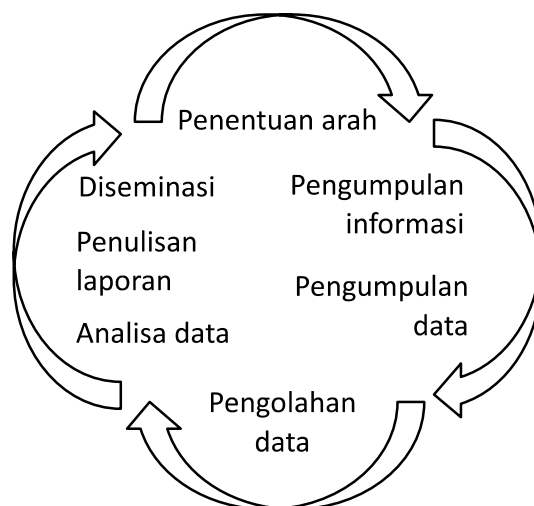 Penentuan arah
Pengumpulan
informasi
Pengumpulan
data
Pengolahan
data
Analisa data
Penulisan
laporan
Diseminasi